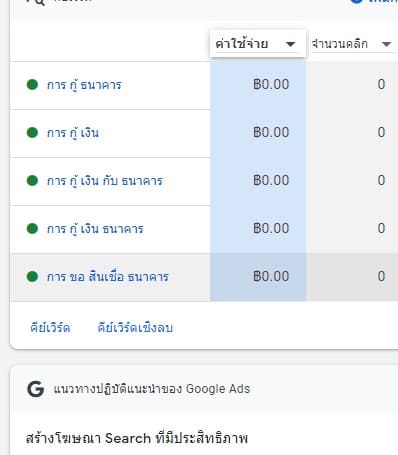 ค่าใช้จ่าย จำนวนคลิก
การ กู้ ธนาคาร ฿0.00 0
การ กู้ เงิน ฿0.00 0
การ กู้ เงิน กับ ธนาคาร ฿0.00 0
การ กู้ เงิน ธนาคาร ฿0.00 0
การ ขอ สินเชื่อ ธนาคาร ฿0.00 0
คีย์เวิร์ด คีย์เวิร์ดเชิงลบ
แนวทางปฏิบัติแนะนำของ Google Ads
สร้างโฆษณา Search ที่มีประสิทธิภาพ